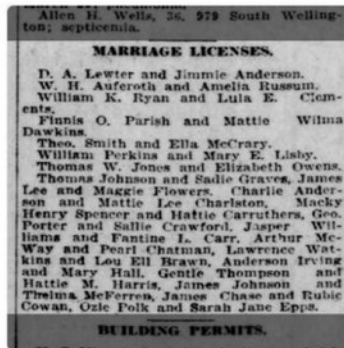 Allen H. Wells, 36, 979 South Welling-
ton; septicemia.
MARRIAGE LICENSES.
D. A. Lewter and Jimmie Anderson.
W. H. Auferoth and Amelia Russum.
William K. Ryan and Lula E. Clem-
ents.
Finnis O. Parish and Mattie Wilma
Dawkins.
Theo. Smith and Ella McCrary.
William Perkins and Mary E. Lisby.
Thomas W. Jones and Elizabeth Owens.
Thomas Johnson and Sadie Graves, James
Lee and Maggie Flowers. Charlie Ander-
son and Mattie Lee Charlston. Macky
Henry Spencer and Hattie Carruthers, Geo.
Porter and Sallie Crawford. Jasper Wil-
liams and Fantine L. Carr. Arthur Mc-
Way and Pearl Chatman, Lawrence Wat-
kins and Lou Ell Brawn, Anderson Irving
and Mary Hall. Gentle Thompson and
Hattie M. Harris, James Johnson and
Thelma McFerren, James Chase and Rubie
Cowan, Ozie Polk and Sarah Jane Epps.
BUILDING PERMITS.